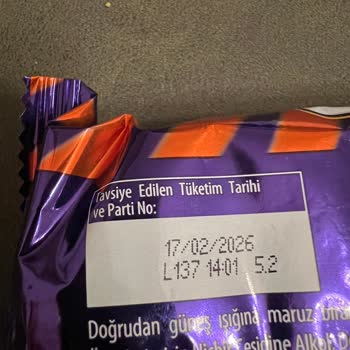 Tavsiye Edilen Tüketim Tarihi
ve Parti No:
17/02/2026
L137 14:01 5.2
Doğrudan güneş ışığına maruz